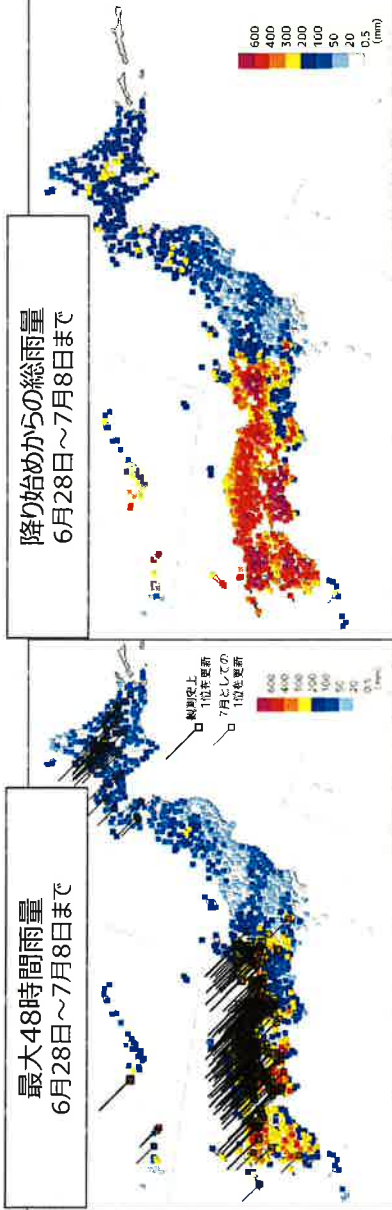 最大48時間雨量
6月28日～7月8日まで
観測史上
1位を更新
7月としての
1位を更新
600
400
300
200
100
50
20
0.5
(mm)
降り始めからの総雨量
6月28日～7月8日まで
600
400
300
200
100
50
20
0.5
(mm)